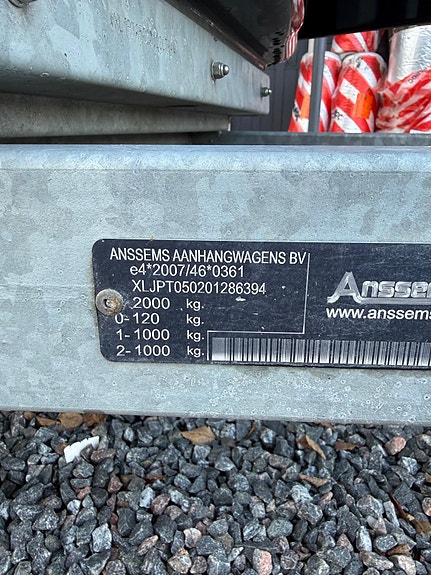 ANSSEMS AANHANGWAGENS BV
e4*2007/46*0361
XLJPT050201286394
2000 kg.
0- 120 kg.
1- 1000 kg.
2- 1000 kg.
Anssem
www.anssems